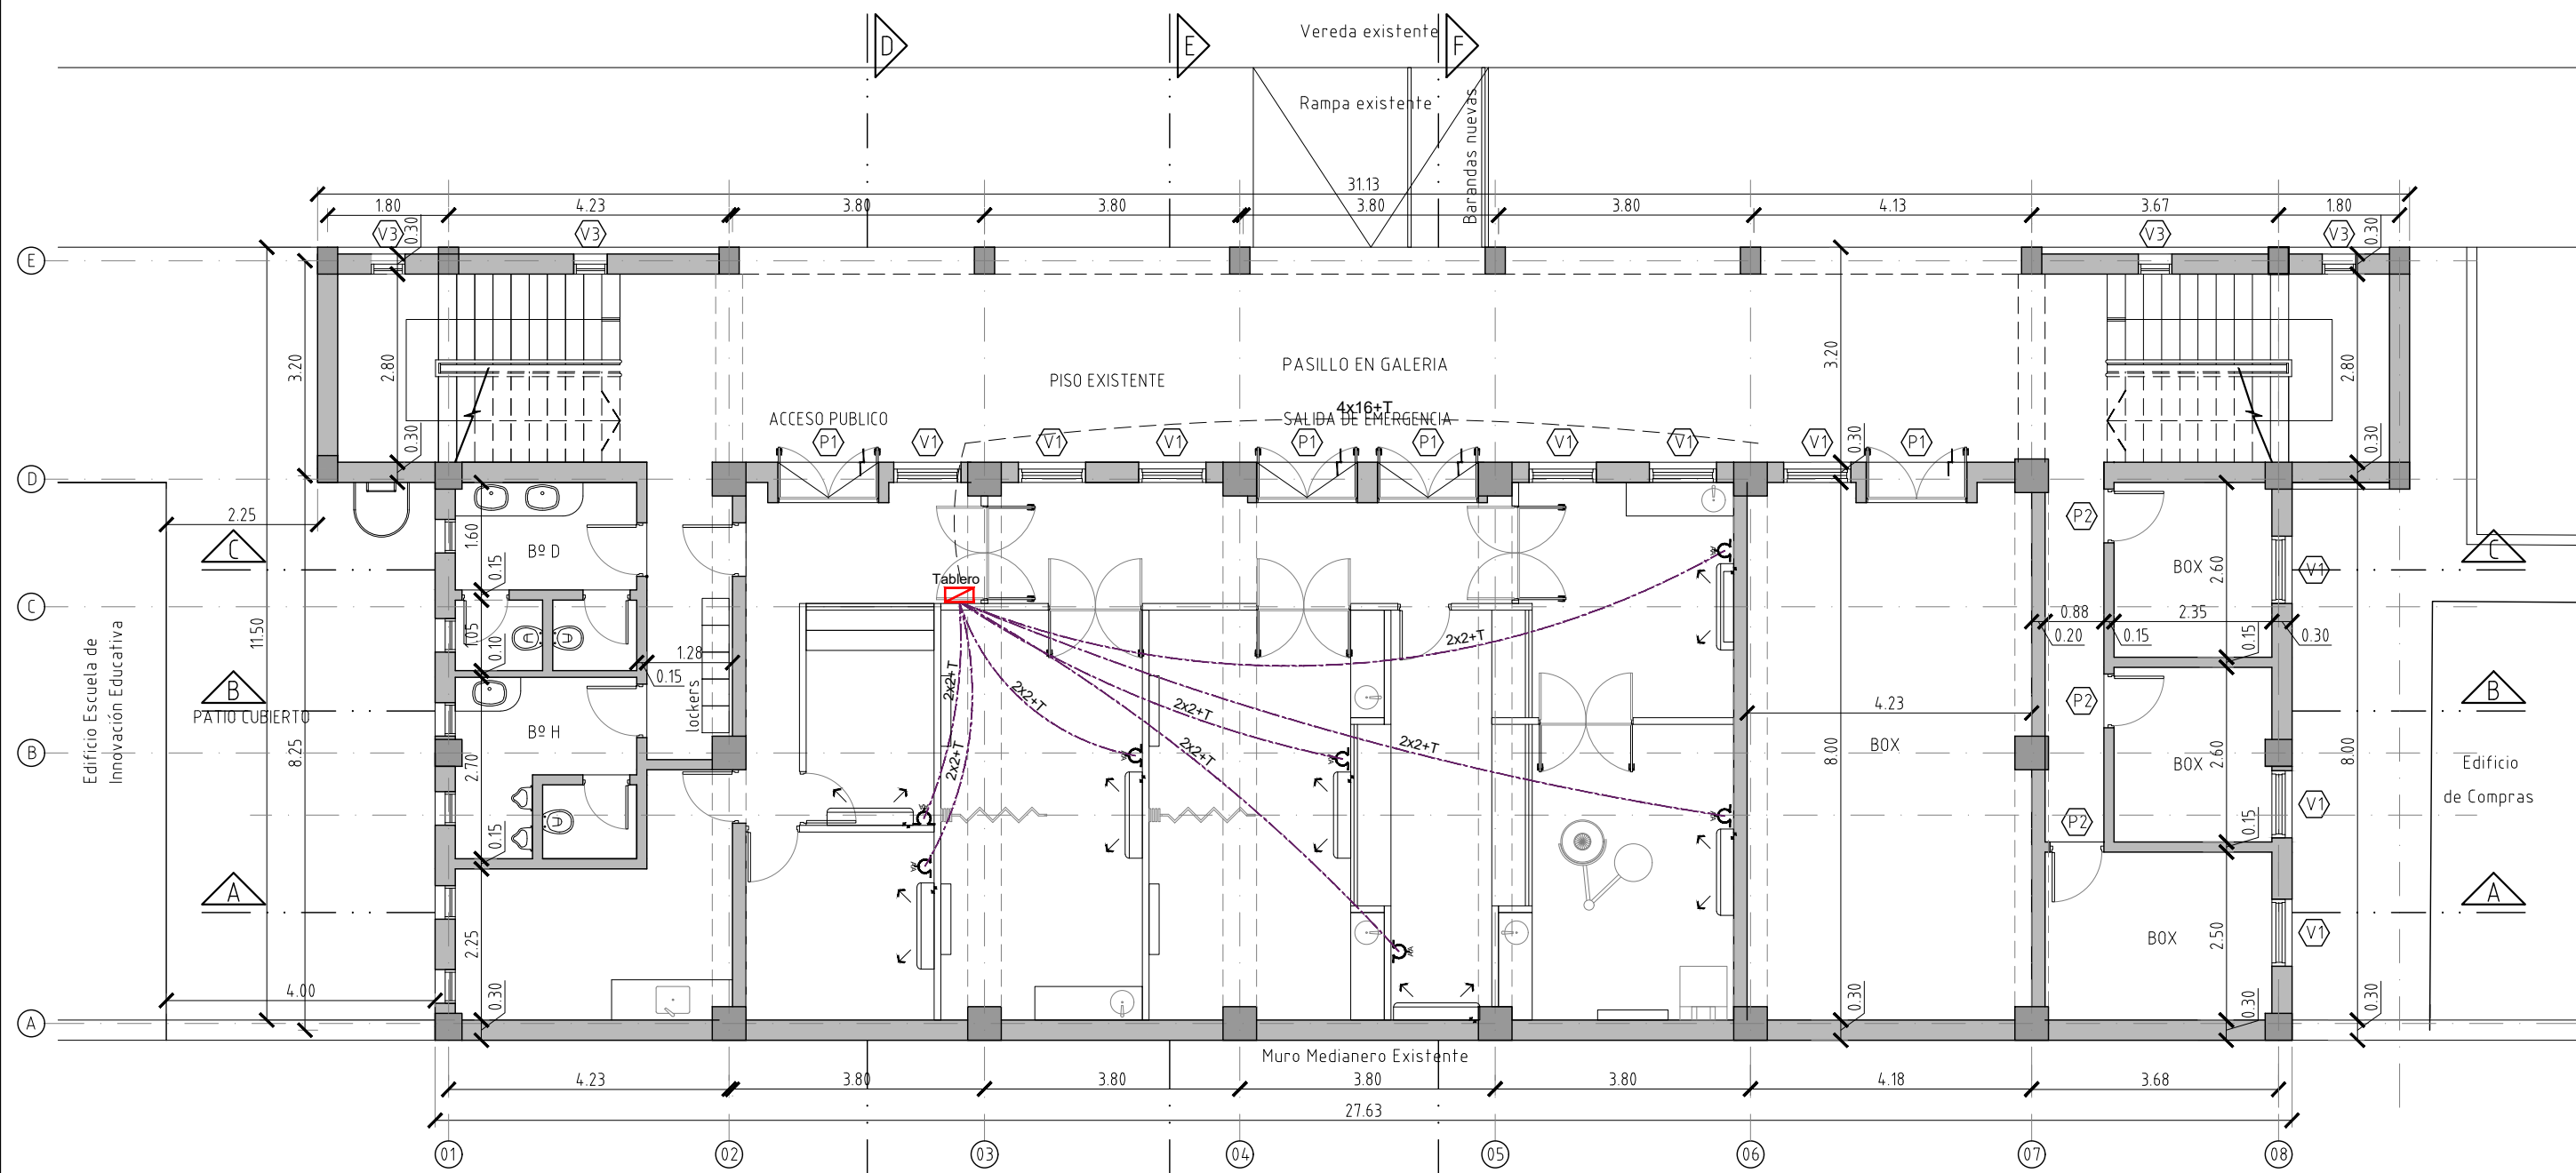 D
E
F
Vereda existente
Rampa existente
Barandas nuevas
31.13
1.80
4.23
3.80
3.80
3.80
3.80
4.13
3.67
1.80
V3
0.30
V3
V3
V3
0.30
E
3.20
2.80
0.30
PASILLO EN GALERIA
PISO EXISTENTE
3.20
2.80
0.30
4x16+T
ACCESO PUBLICO
SALIDA DE EMERGENCIA
P1
V1
V1
V1
P1
P1
V1
V1
V1
0.30
P1
D
2.25
C
1.60
0.15
Bº D
P2
BOX
2.60
V1
C
Tablero
C
1.05
0.10
1.28
0.15
lockers
0.88
0.20
0.15
2.35
0.15
0.30
2x2+T
2x2+T
2x2+T
2x2+T
2x2+T
2x2+T
2x2+T
Edificio Escuela de
Innovación Educativa
11.50
8.25
B
PATIO CUBIERTO
Bº H
4.23
P2
B
B
2.70
0.15
8.00
BOX
BOX
2.60
V1
8.00
Edificio
de Compras
P2
0.15
A
2.25
BOX
2.50
V1
A
4.00
0.30
0.30
0.30
0.30
A
Muro Medianero Existente
4.23
3.80
3.80
3.80
3.80
4.18
3.68
27.63
01
02
03
04
05
06
07
08